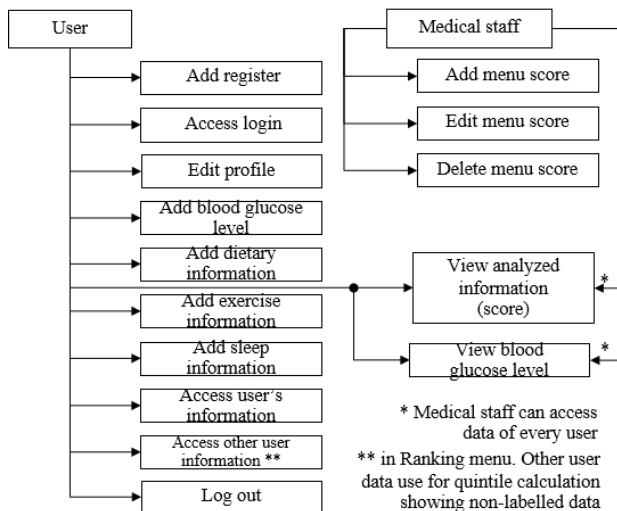 User
Add register
Access login
Edit profile
Add blood glucose
level
Add dietary
information
Add exercise
information
Add sleep
information
Access user's
information
Access other user
information **
Log out
Medical staff
Add menu score
Edit menu score
Delete menu score
View analyzed
information
(score)
*
View blood
glucose level
*
* Medical staff can access
data of every user
** in Ranking menu. Other user
data use for quintile calculation
showing non-labelled data